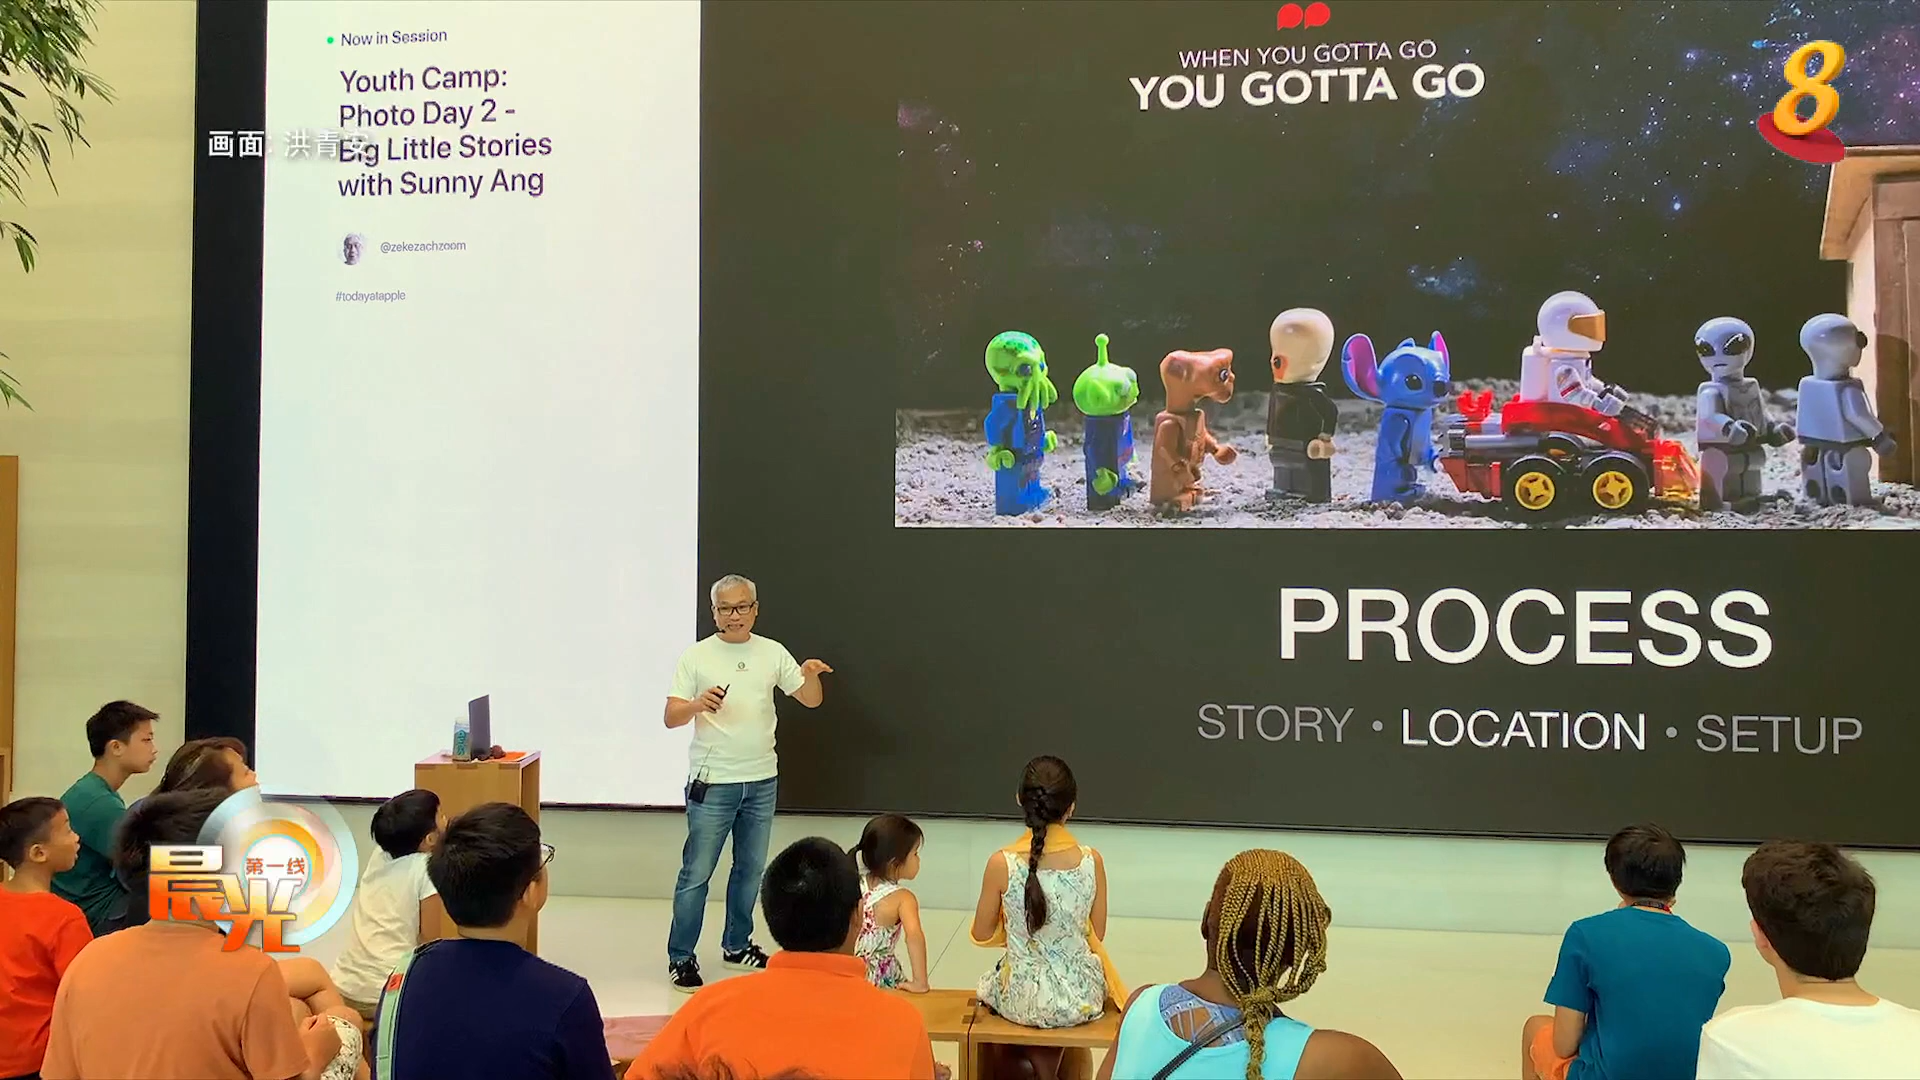 Now in Session
Youth Camp:
Photo Day 2 -
Big Little Stories
with Sunny Ang
@zekezachzoom
#todayatapple
画面: 洪青安
WHEN YOU GOTTA GO
YOU GOTTA GO
8
PROCESS
STORY • LOCATION • SETUP
晨光
第一线